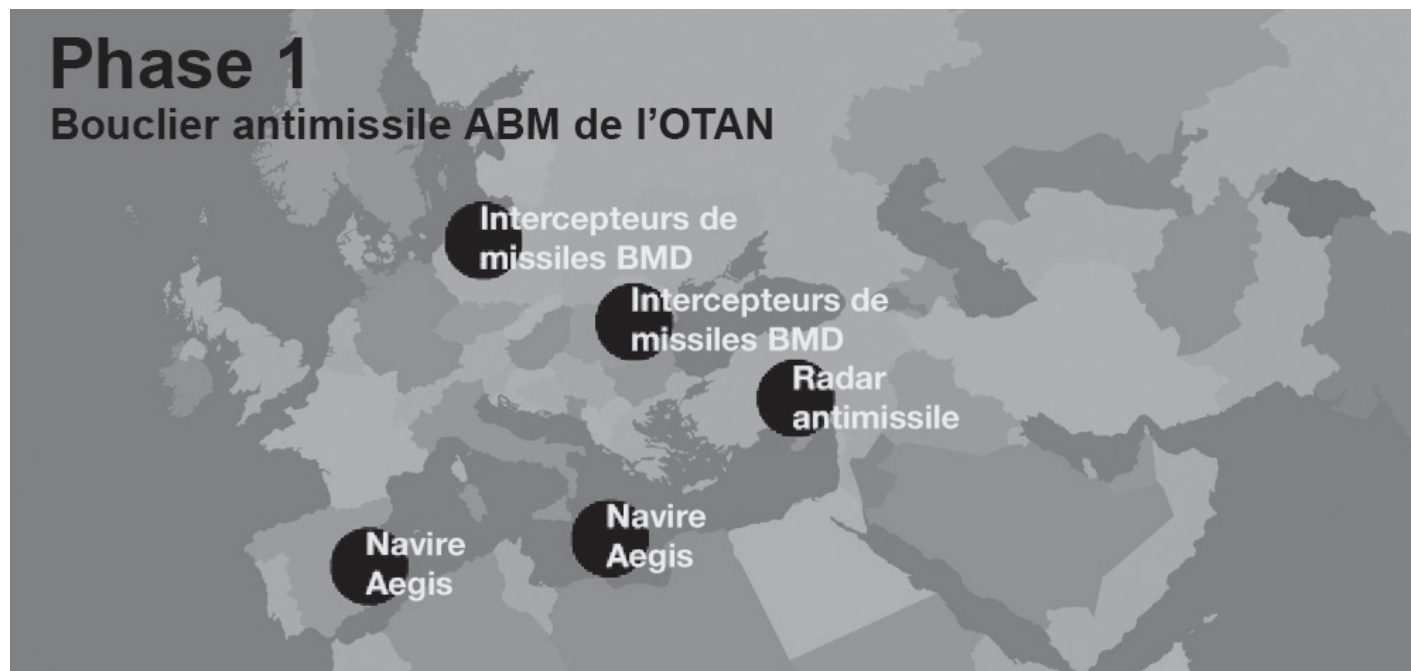 Phase 1
Bouclier antimissile ABM de l'OTAN
Intercepteurs de
missiles BMD
Intercepteurs de
missiles BMD
Radar
antimissile
Navire
Aegis
Navire
Aegis